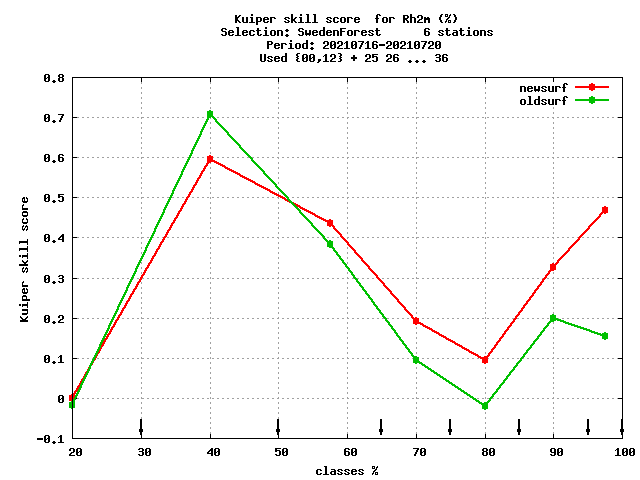 Kuiper skill score  for Rh2m (%)
Selection: SwedenForest      6 stations
Period: 20210716-20210720
Used {00,12} + 25 26 ... 36
newsurf
oldsurf
0.8
0.7
0.6
0.5
0.4
0.3
0.2
0.1
0
-0.1
Kuiper skill score
20 30 40 50 60 70 80 90 100
classes %